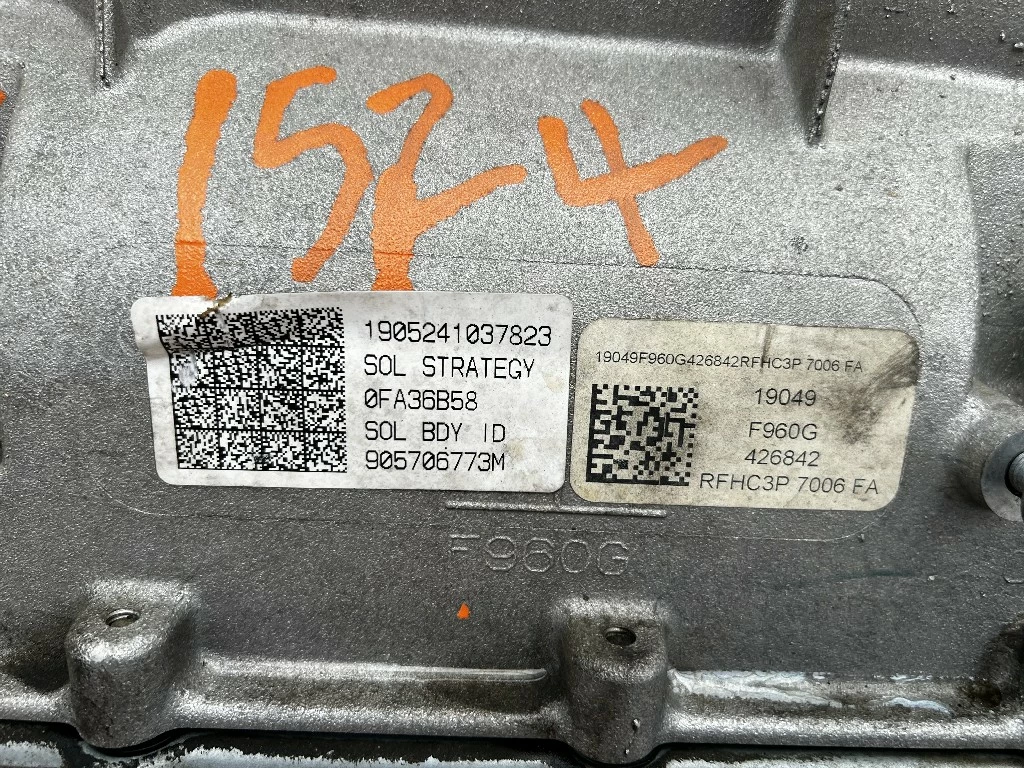 1524
1905241037823
SOL STRATEGY
0FA36B58
SOL BDY ID
905706773M
19049F960G426842RFHC3P 7006 FA
19049
F960G
426842
RFHC3P 7006 FA
F960G